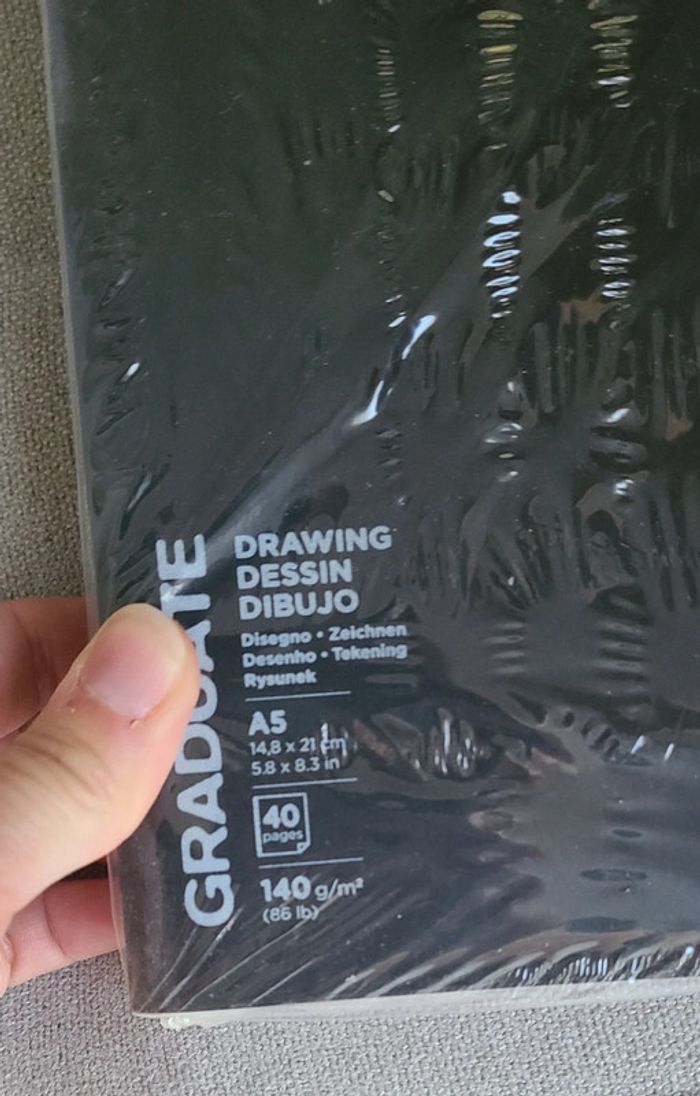 GRADUATE
DRAWING
DESSIN
DIBUJO
Disegno • Zeichnen
Desenho • Tekening
Rysunek
A5
14,8 x 21 cm
5.8 x 8.3 in
40
pages
140 g/m²
(86 lb)